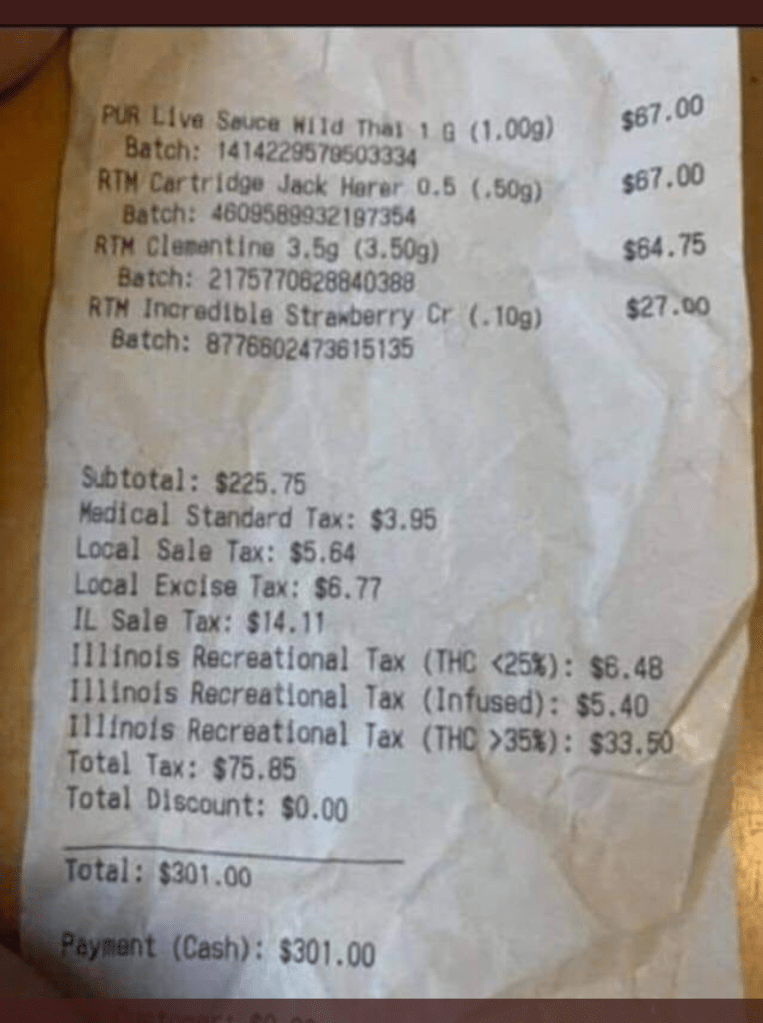 PUR Live Sauce Wild Thai 1 G (1.00g) $67.00
Batch: 1414229579503334
RTM Cartridge Jack Herer 0.5 (.50g) $67.00
Batch: 4609589932197354
RTM Clementine 3.5g (3.50g) $64.75
Batch: 2175770628840388
RTM Incredible Strawberry Cr (.10g) $27.00
Batch: 8776602473615135
Subtotal: $225.75
Medical Standard Tax: $3.95
Local Sale Tax: $5.64
Local Excise Tax: $6.77
IL Sale Tax: $14.11
Illinois Recreational Tax (THC <25%): $6.48
Illinois Recreational Tax (Infused): $5.40
Illinois Recreational Tax (THC >35%): $33.50
Total Tax: $75.85
Total Discount: $0.00
Total: $301.00
Payment (Cash): $301.00
Customer: $0.00